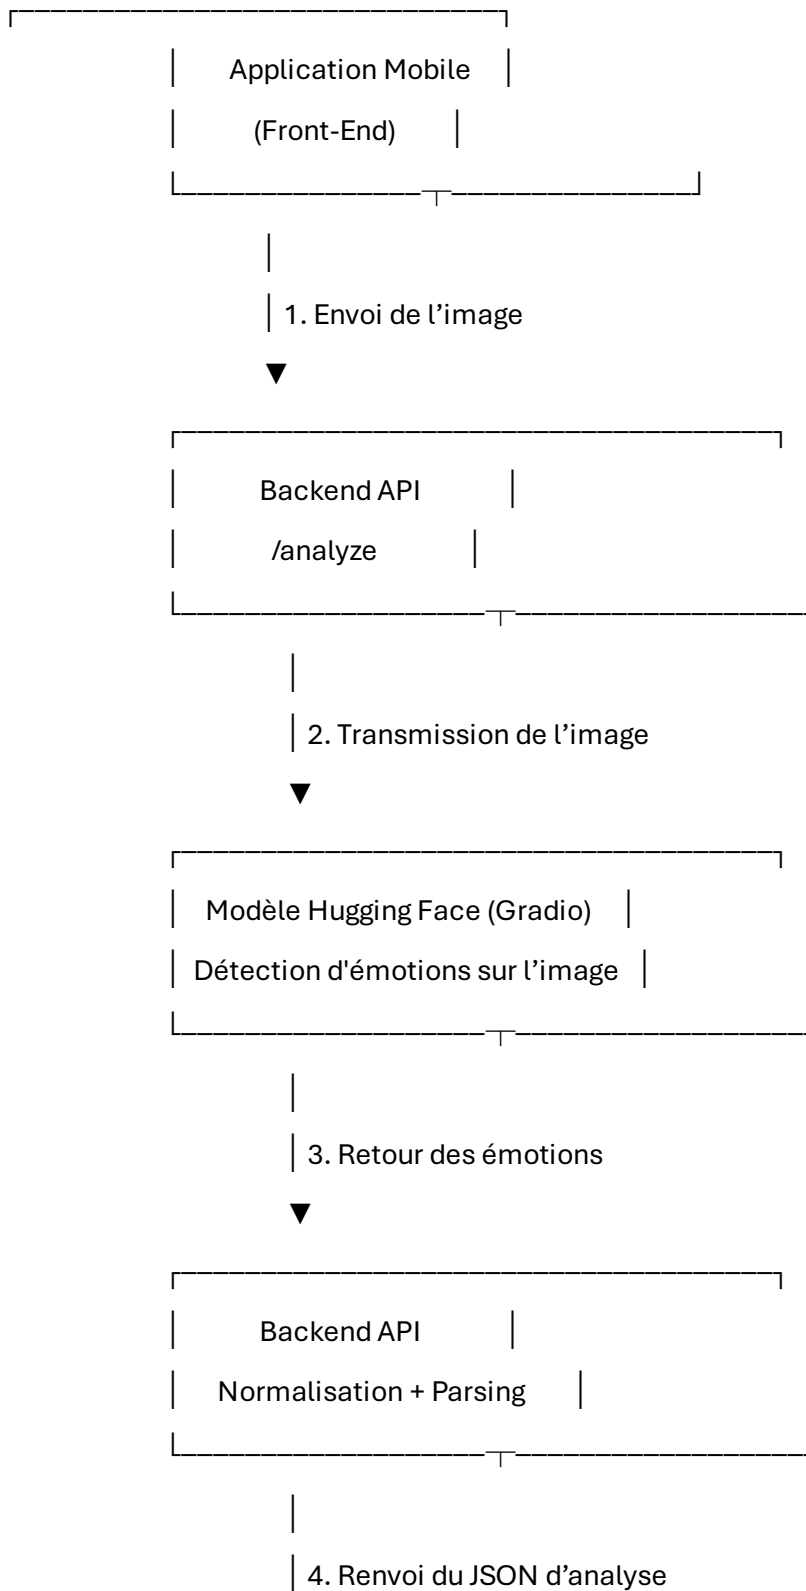 Application Mobile
(Front-End)
1. Envoi de l’image
Backend API
/analyze
2. Transmission de l’image
Modèle Hugging Face (Gradio)
Détection d'émotions sur l’image
3. Retour des émotions
Backend API
Normalisation + Parsing
4. Renvoi du JSON d’analyse